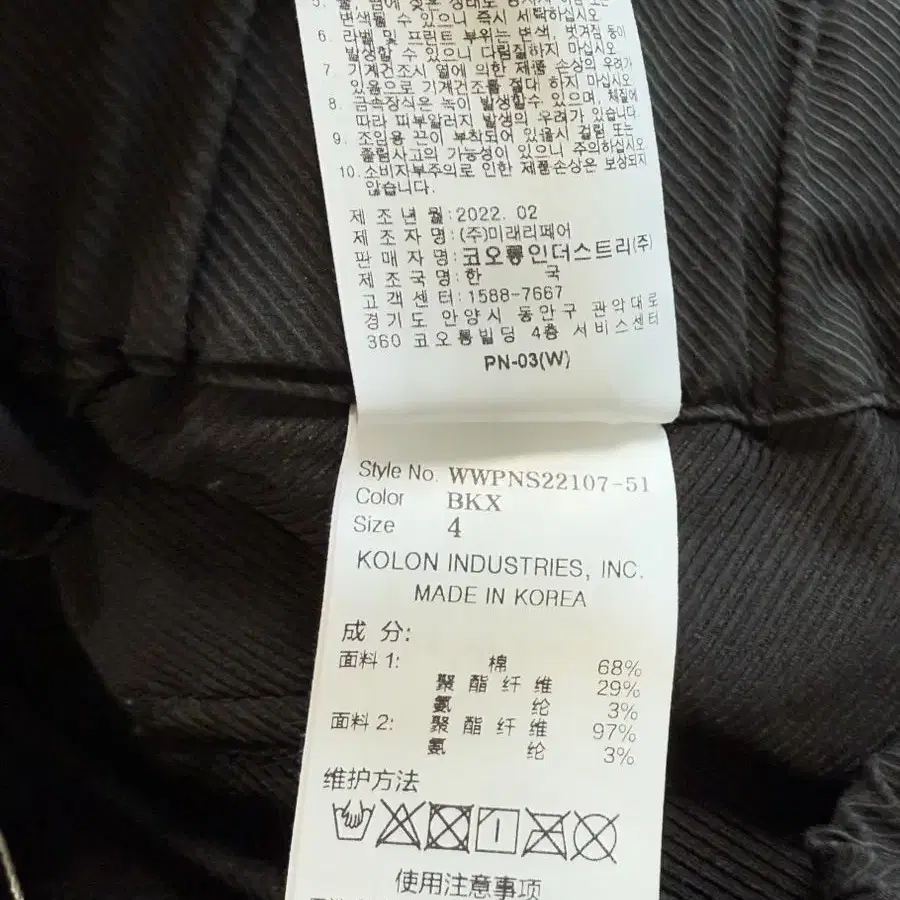 변색될 수 있으니 즉시 세탁하십시오
6. 라벨 및 프린트 부위는 변색, 벗겨짐 등이
발생할 수 있으니 다림질하지 마십시오
7. 기계건조시 열에 의한 제품 손상의 우려가
있음으로 기계건조를 절대 하지 마십시오
8. 금속장식은 녹이 발생할수 있으며, 체질에
따라 피부알러지 발생의 우려가 있습니다.
9. 조임용 끈이 부착되어 있을시 걸림 또는
졸림사고의 가능성이 있으니 주의하십시오
10. 소비자부주의로 인한 제품손상은 보상되지
않습니다.
제 조 년 월:2022. 02
제 조 자 명:(주)미래리페어
판 매 자 명:코오롱인더스트리(주)
제 조 국 명:한 국
고 객 센 터:1588-7667
경 기 도 안 양 시 동 안 구 관 악 대 로
360 코 오 롱 빌 딩 4층 서 비 스 센 터
PN-03(W)
Style No. WWPNS22107-51
Color BKX
Size 4
KOLON INDUSTRIES, INC.
MADE IN KOREA
成 分:
面料 1: 棉 68%
聚 酯 纤 维 29%
氨 纶 3%
面料 2: 聚 酯 纤 维 97%
氨 纶 3%
维护方法
使用注意事项